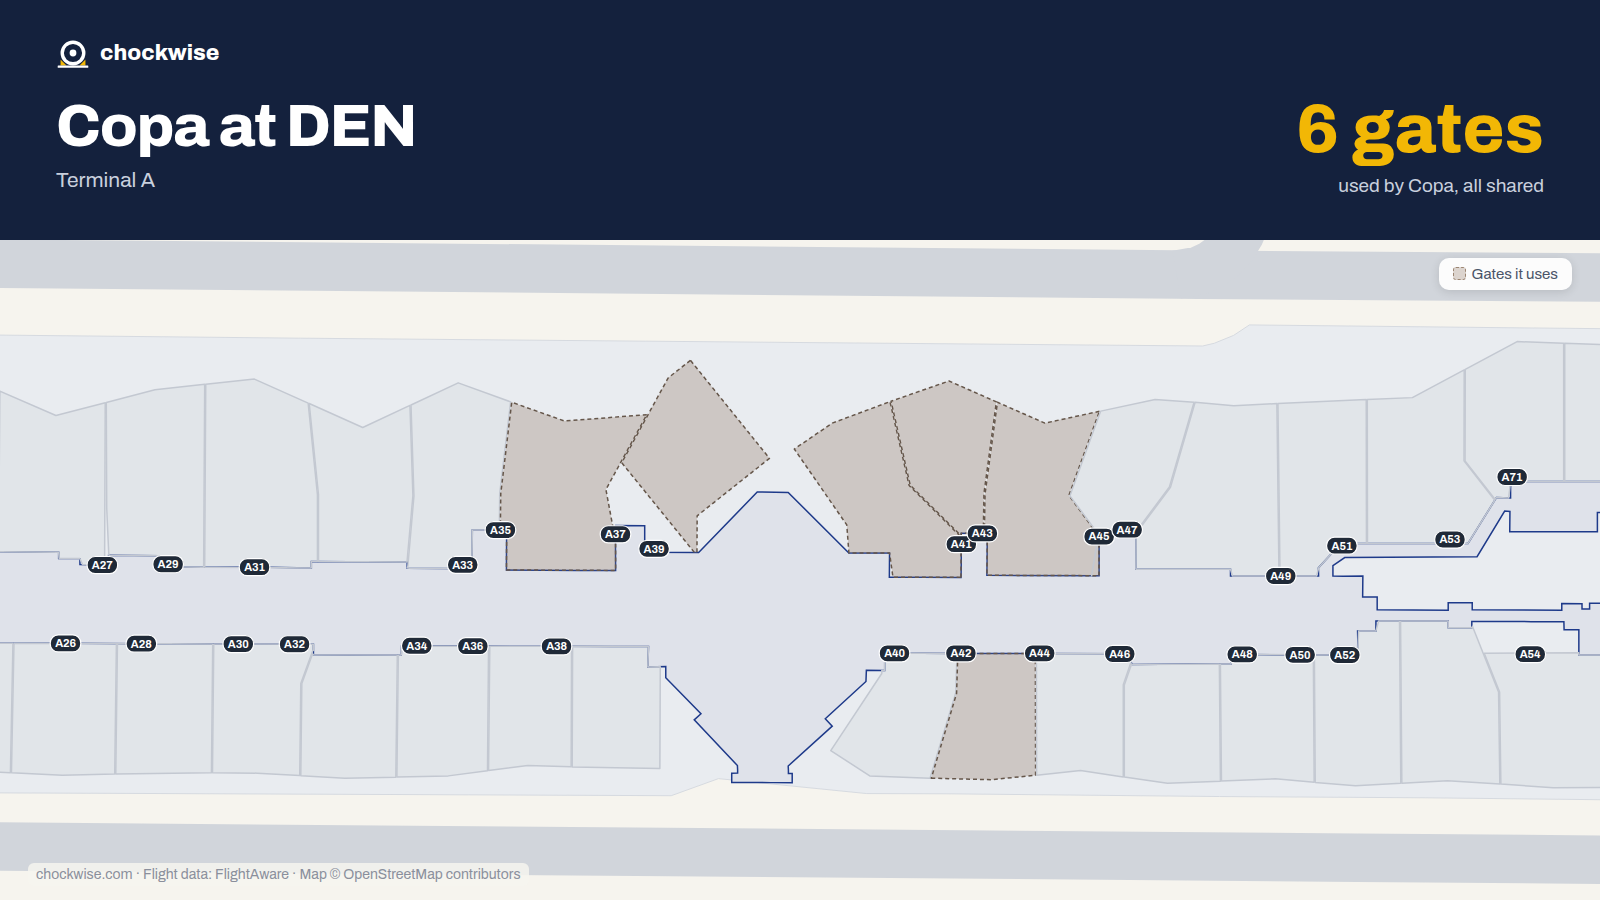 chockwise
Copa at DEN
Terminal A
6 gates
used by Copa, all shared
Gates it uses
A71
A35
A37
A39
A41
A43
A45
A47
A51
A53
A27
A29
A31
A33
A49
A26
A28
A30
A32
A34
A36
A38
A40
A42
A44
A46
A48
A50
A52
A54
chockwise.com · Flight data: FlightAware · Map © OpenStreetMap contributors